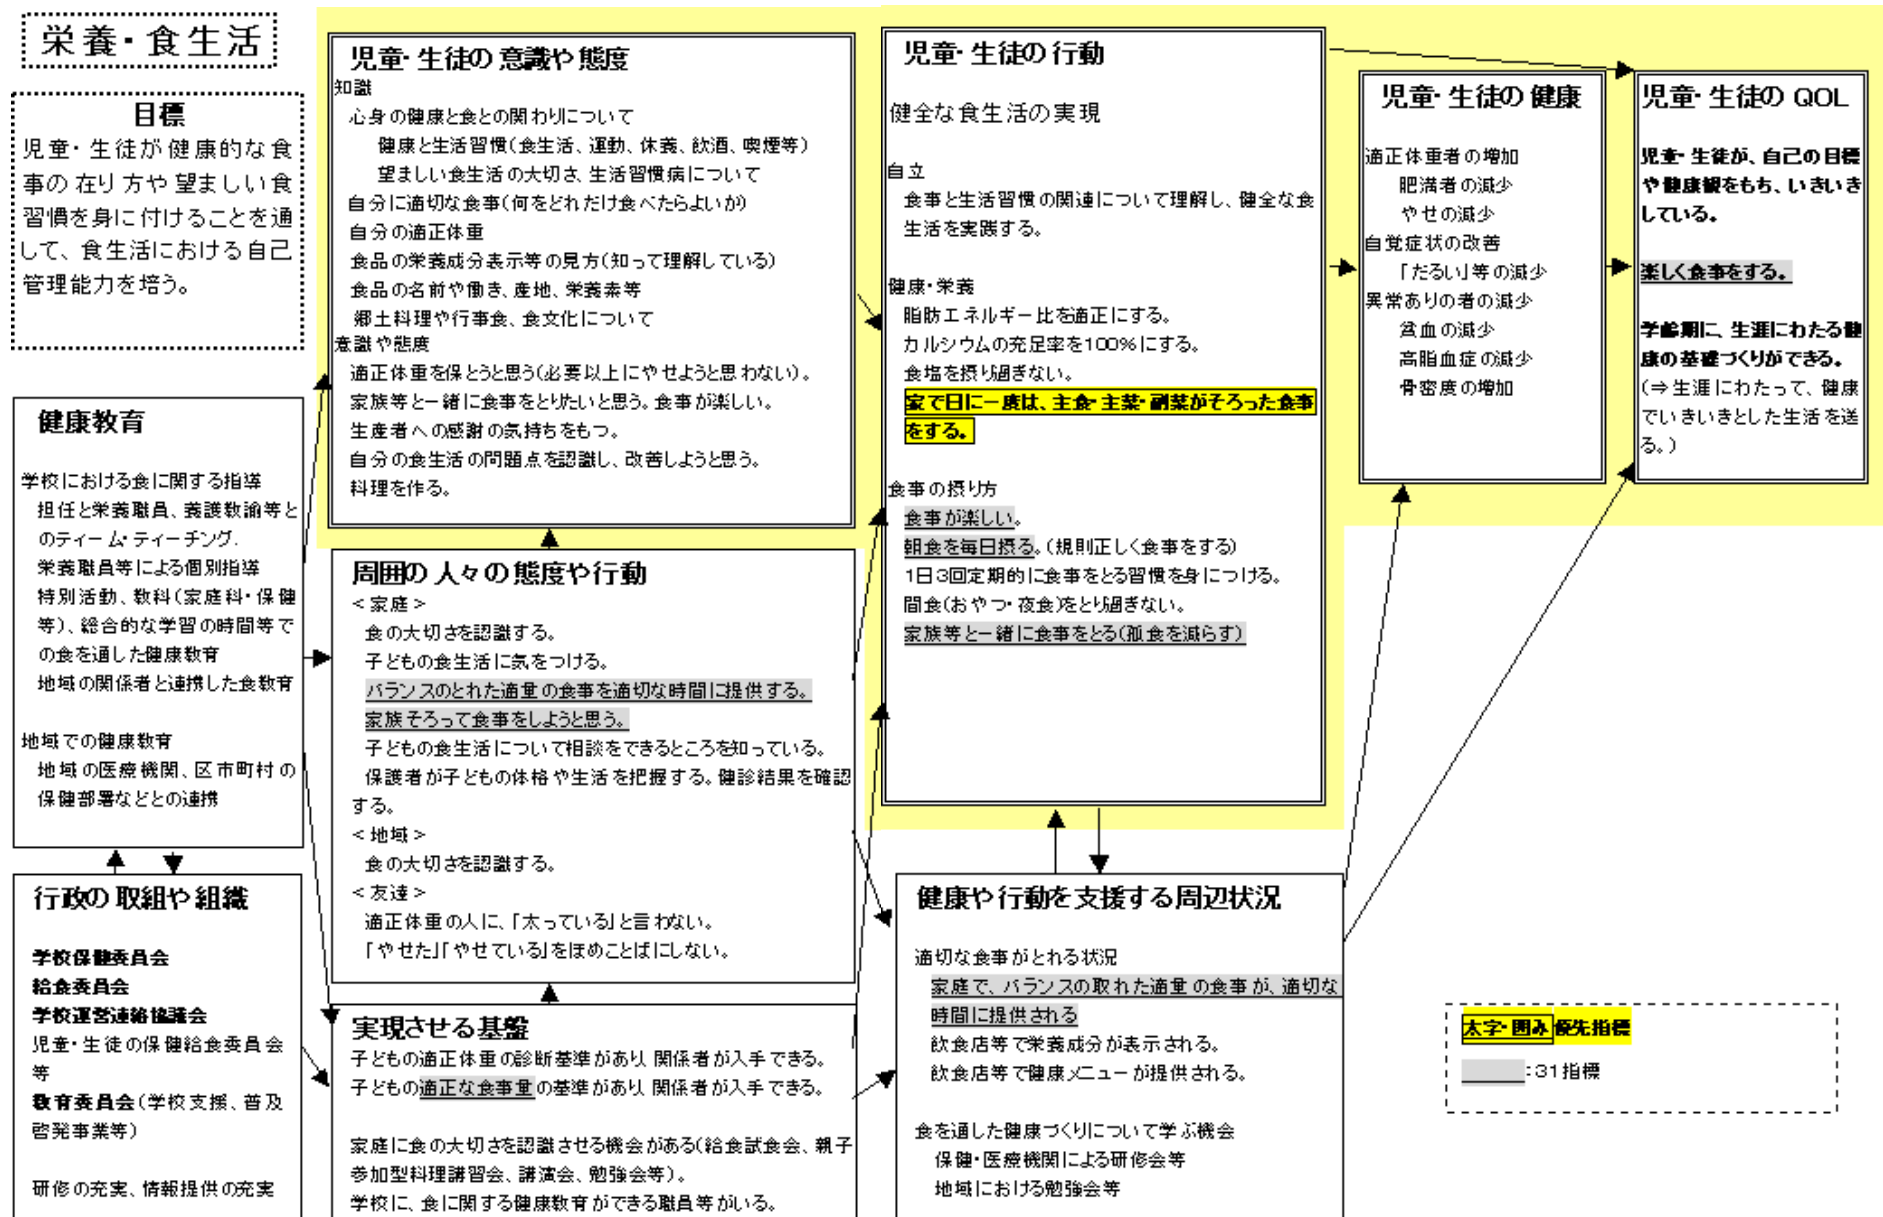 栄養・食生活
目標
児童・生徒が健康的な食
事の在り方や望ましい食
習慣を身に付けることを通
して、食生活における自己
管理能力を培う。
健康教育
学校における食に関する指導
担任と栄養職員、養護教諭等と
のティーム・ティーチング.
栄養職員等による個別指導
特別活動、教科(家庭科・保健
等)、総合的な学習の時間等で
の食を通した健康教育
地域の関係者と連携した食教育
地域での健康教育
地域の医療機関、区市町村の
保健部署などとの連携
行政の取組や組織
学校保健委員会
給食委員会
学校運営連絡協議会
児童・生徒の保健給食委員会
等
教育委員会(学校支援、普及
啓発事業等)
研修の充実、情報提供の充実
児童・生徒の意識や態度
知識
心身の健康と食との関わりについて
健康と生活習慣(食生活、運動、休養、飲酒、喫煙等)
望ましい食生活の大切さ、生活習慣病について
自分に適切な食事(何をどれだけ食べたらよいか)
自分の適正体重
食品の栄養成分表示等の見方(知って理解している)
食品の名前や働き、産地、栄養素等
郷土料理や行事食、食文化について
意識や態度
適正体重を保とうと思う(必要以上にやせようと思わない)。
家族等と一緒に食事をとりたいと思う。食事が楽しい。
生産者への感謝の気持ちをもつ。
自分の食生活の問題点を認識し、改善しようと思う。
料理を作る。
周囲の人々の態度や行動
<家庭>
食の大切さを認識する。
子どもの食生活に気をつける。
バランスのとれた適量の食事を適切な時間に提供する。
家族そろって食事をしようと思う。
子どもの食生活について相談をできるところを知っている。
保護者が子どもの体格や生活を把握する。健診結果を確認
する。
<地域>
食の大切さを認識する。
<友達>
適正体重の人に、「太っている」と言わない。
「やせた」「やせている」をほめことばにしない。
実現させる基盤
子どもの適正体重の診断基準があり、関係者が入手できる。
子どもの適正な食事量の基準があり、関係者が入手できる。
家庭に食の大切さを認識させる機会がある(給食試食会、親子
参加型料理講習会、講演会、勉強会等)。
学校に、食に関する健康教育ができる職員等がいる。
児童・生徒の行動
健全な食生活の実現
自立
食事と生活習慣の関連について理解し、健全な食
生活を実践する。
健康・栄養
脂肪エネルギー比を適正にする。
カルシウムの充足率を100%にする。
食塩を摂り過ぎない。
家で日に一度は、主食・主菜・副菜がそろった食事
をする。
食事の摂り方
食事が楽しい。
朝食を毎日摂る。(規則正しく食事をする)
1日3回定期的に食事をとる習慣を身につける。
間食(おやつ・夜食)をとり過ぎない。
家族等と一緒に食事をとる(孤食を減らす)
健康や行動を支援する周辺状況
適切な食事がとれる状況
家庭で、バランスの取れた適量の食事が、適切な
時間に提供される
飲食店等で栄養成分が表示される。
飲食店等で健康メニューが提供される。
食を通した健康づくりについて学ぶ機会
保健・医療機関による研修会等
地域における勉強会等
児童・生徒の健康
適正体重者の増加
肥満者の減少
やせの減少
自覚症状の改善
「だるい」等の減少
異常ありの者の減少
貧血の減少
高脂血症の減少
骨密度の増加
児童・生徒のQOL
児童・生徒が、自己の目標
や健康観をもち、いきいき
している。
楽しく食事をする。
学齢期に、生涯にわたる健
康の基礎づくりができる。
(⇒生涯にわたって、健康
でいきいきとした生活を送
る。)
太字・囲み優先指標
:31指標